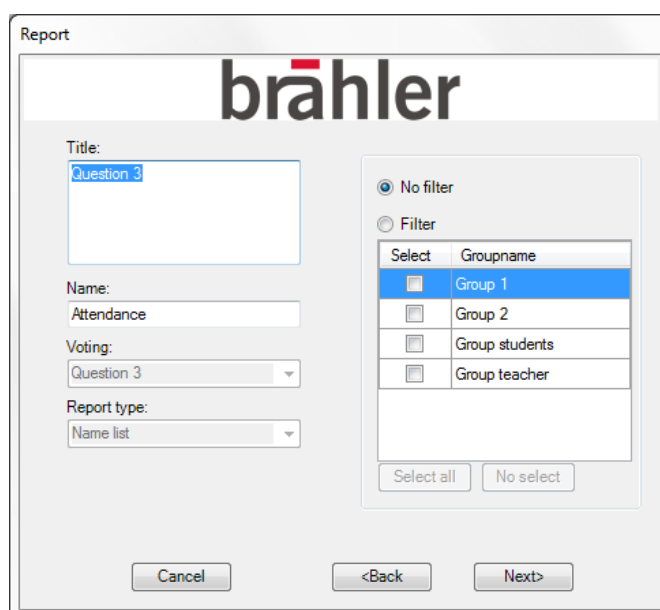 Report
brähler
Title:
Question 3
Name:
Attendance
Voting:
Question 3
Report type:
Name list
No filter
Filter
Select Groupname
Group 1
Group 2
Group students
Group teacher
Select all No select
Cancel <Back Next>